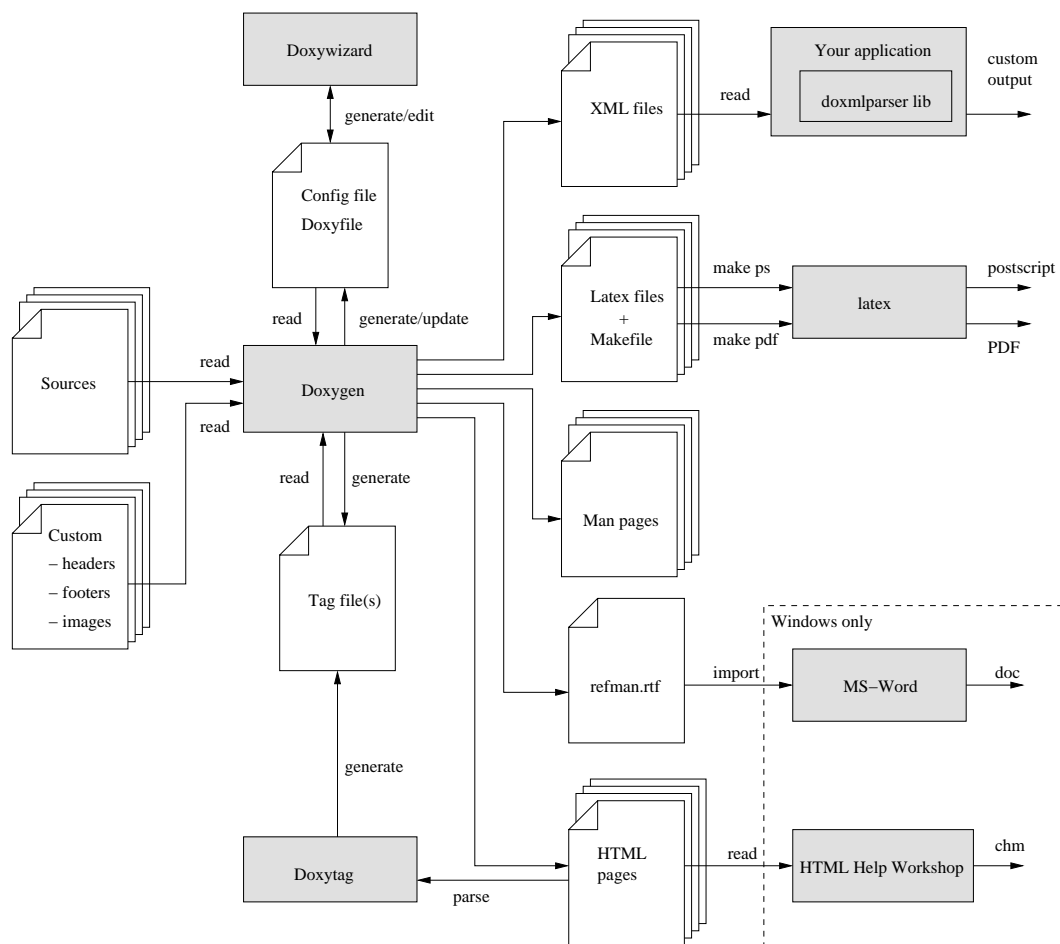 Doxywizard
generate/edit
Config file
Doxyfile
read
generate/update
Sources
read
Doxygen
read
Custom
– headers
– footers
– images
read
generate
Tag file(s)
generate
Doxytag
parse
XML files
read
Your application
doxmlparser lib
custom
output
Latex files
+
Makefile
make ps
make pdf
latex
postscript
PDF
Man pages
refman.rtf
import
Windows only
MS–Word
doc
HTML
pages
read
HTML Help Workshop
chm